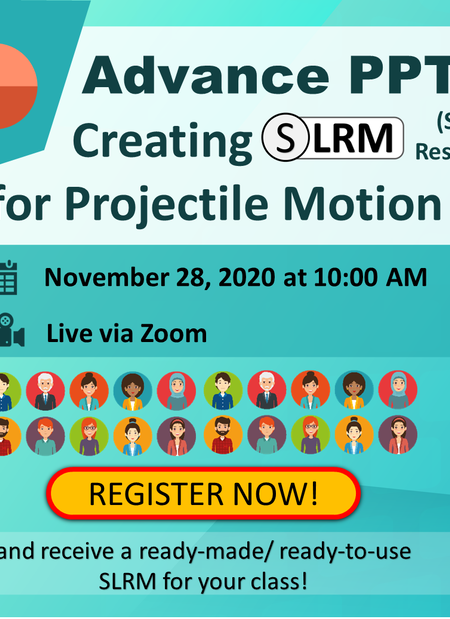 Advance PPT
Creating SLRM (S
Res
for Projectile Motion
November 28, 2020 at 10:00 AM
Live via Zoom
REGISTER NOW!
and receive a ready-made/ ready-to-use
SLRM for your class!